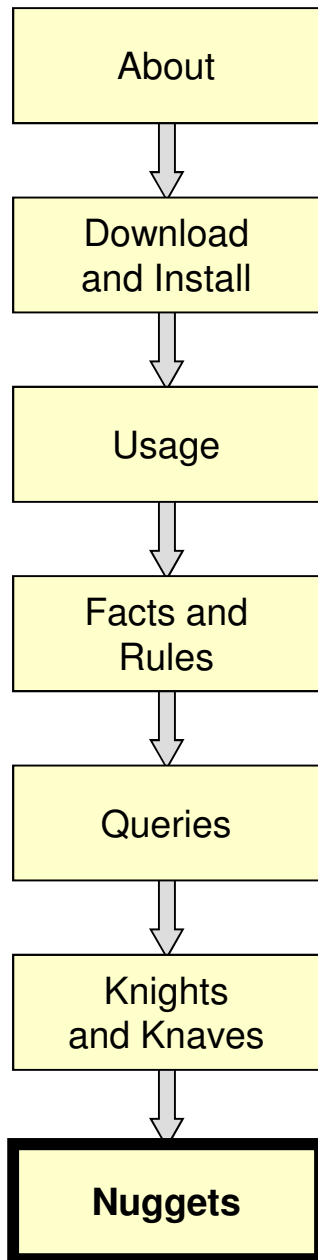 About
Download
and Install
Usage
Facts and
Rules
Queries
Knights
and Knaves
Nuggets